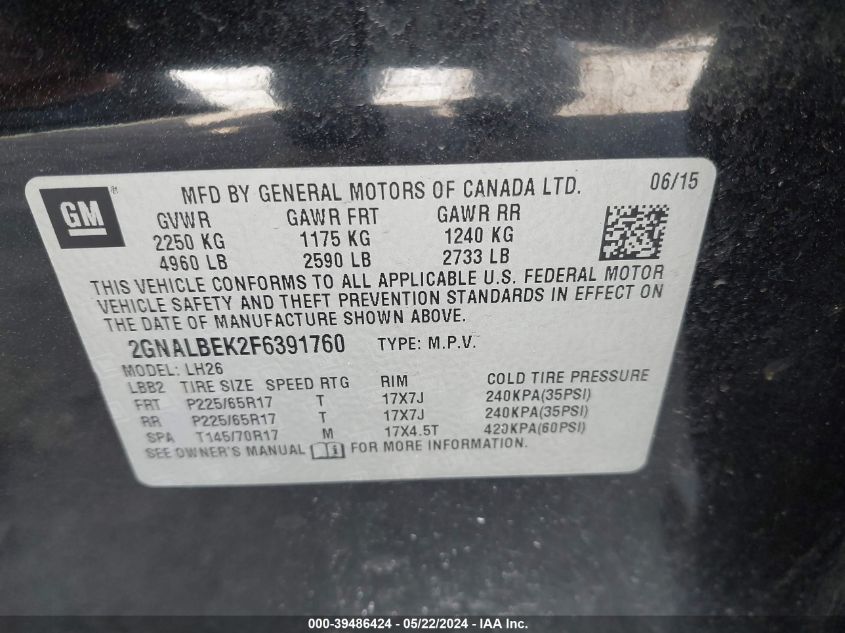 GM ®
MFD BY GENERAL MOTORS OF CANADA LTD. 06/15
GVWR GAWR FRT GAWR RR
2250 KG 1175 KG 1240 KG
4960 LB 2590 LB 2733 LB
THIS VEHICLE CONFORMS TO ALL APPLICABLE U.S. FEDERAL MOTOR
VEHICLE SAFETY AND THEFT PREVENTION STANDARDS IN EFFECT ON
THE DATE OF MANUFACTURE SHOWN ABOVE.
2GNALBEK2F6391760 TYPE: M.P.V.
MODEL: LH26
LBB2 TIRE SIZE SPEED RTG RIM COLD TIRE PRESSURE
FRT P225/65R17 T 17X7J 240KPA(35PSI)
RR P225/65R17 T 17X7J 240KPA(35PSI)
SPA T145/70R17 M 17X4.5T 420KPA(60PSI)
SEE OWNER'S MANUAL FOR MORE INFORMATION.
000-39486424 - 05/22/2024 - IAA Inc.